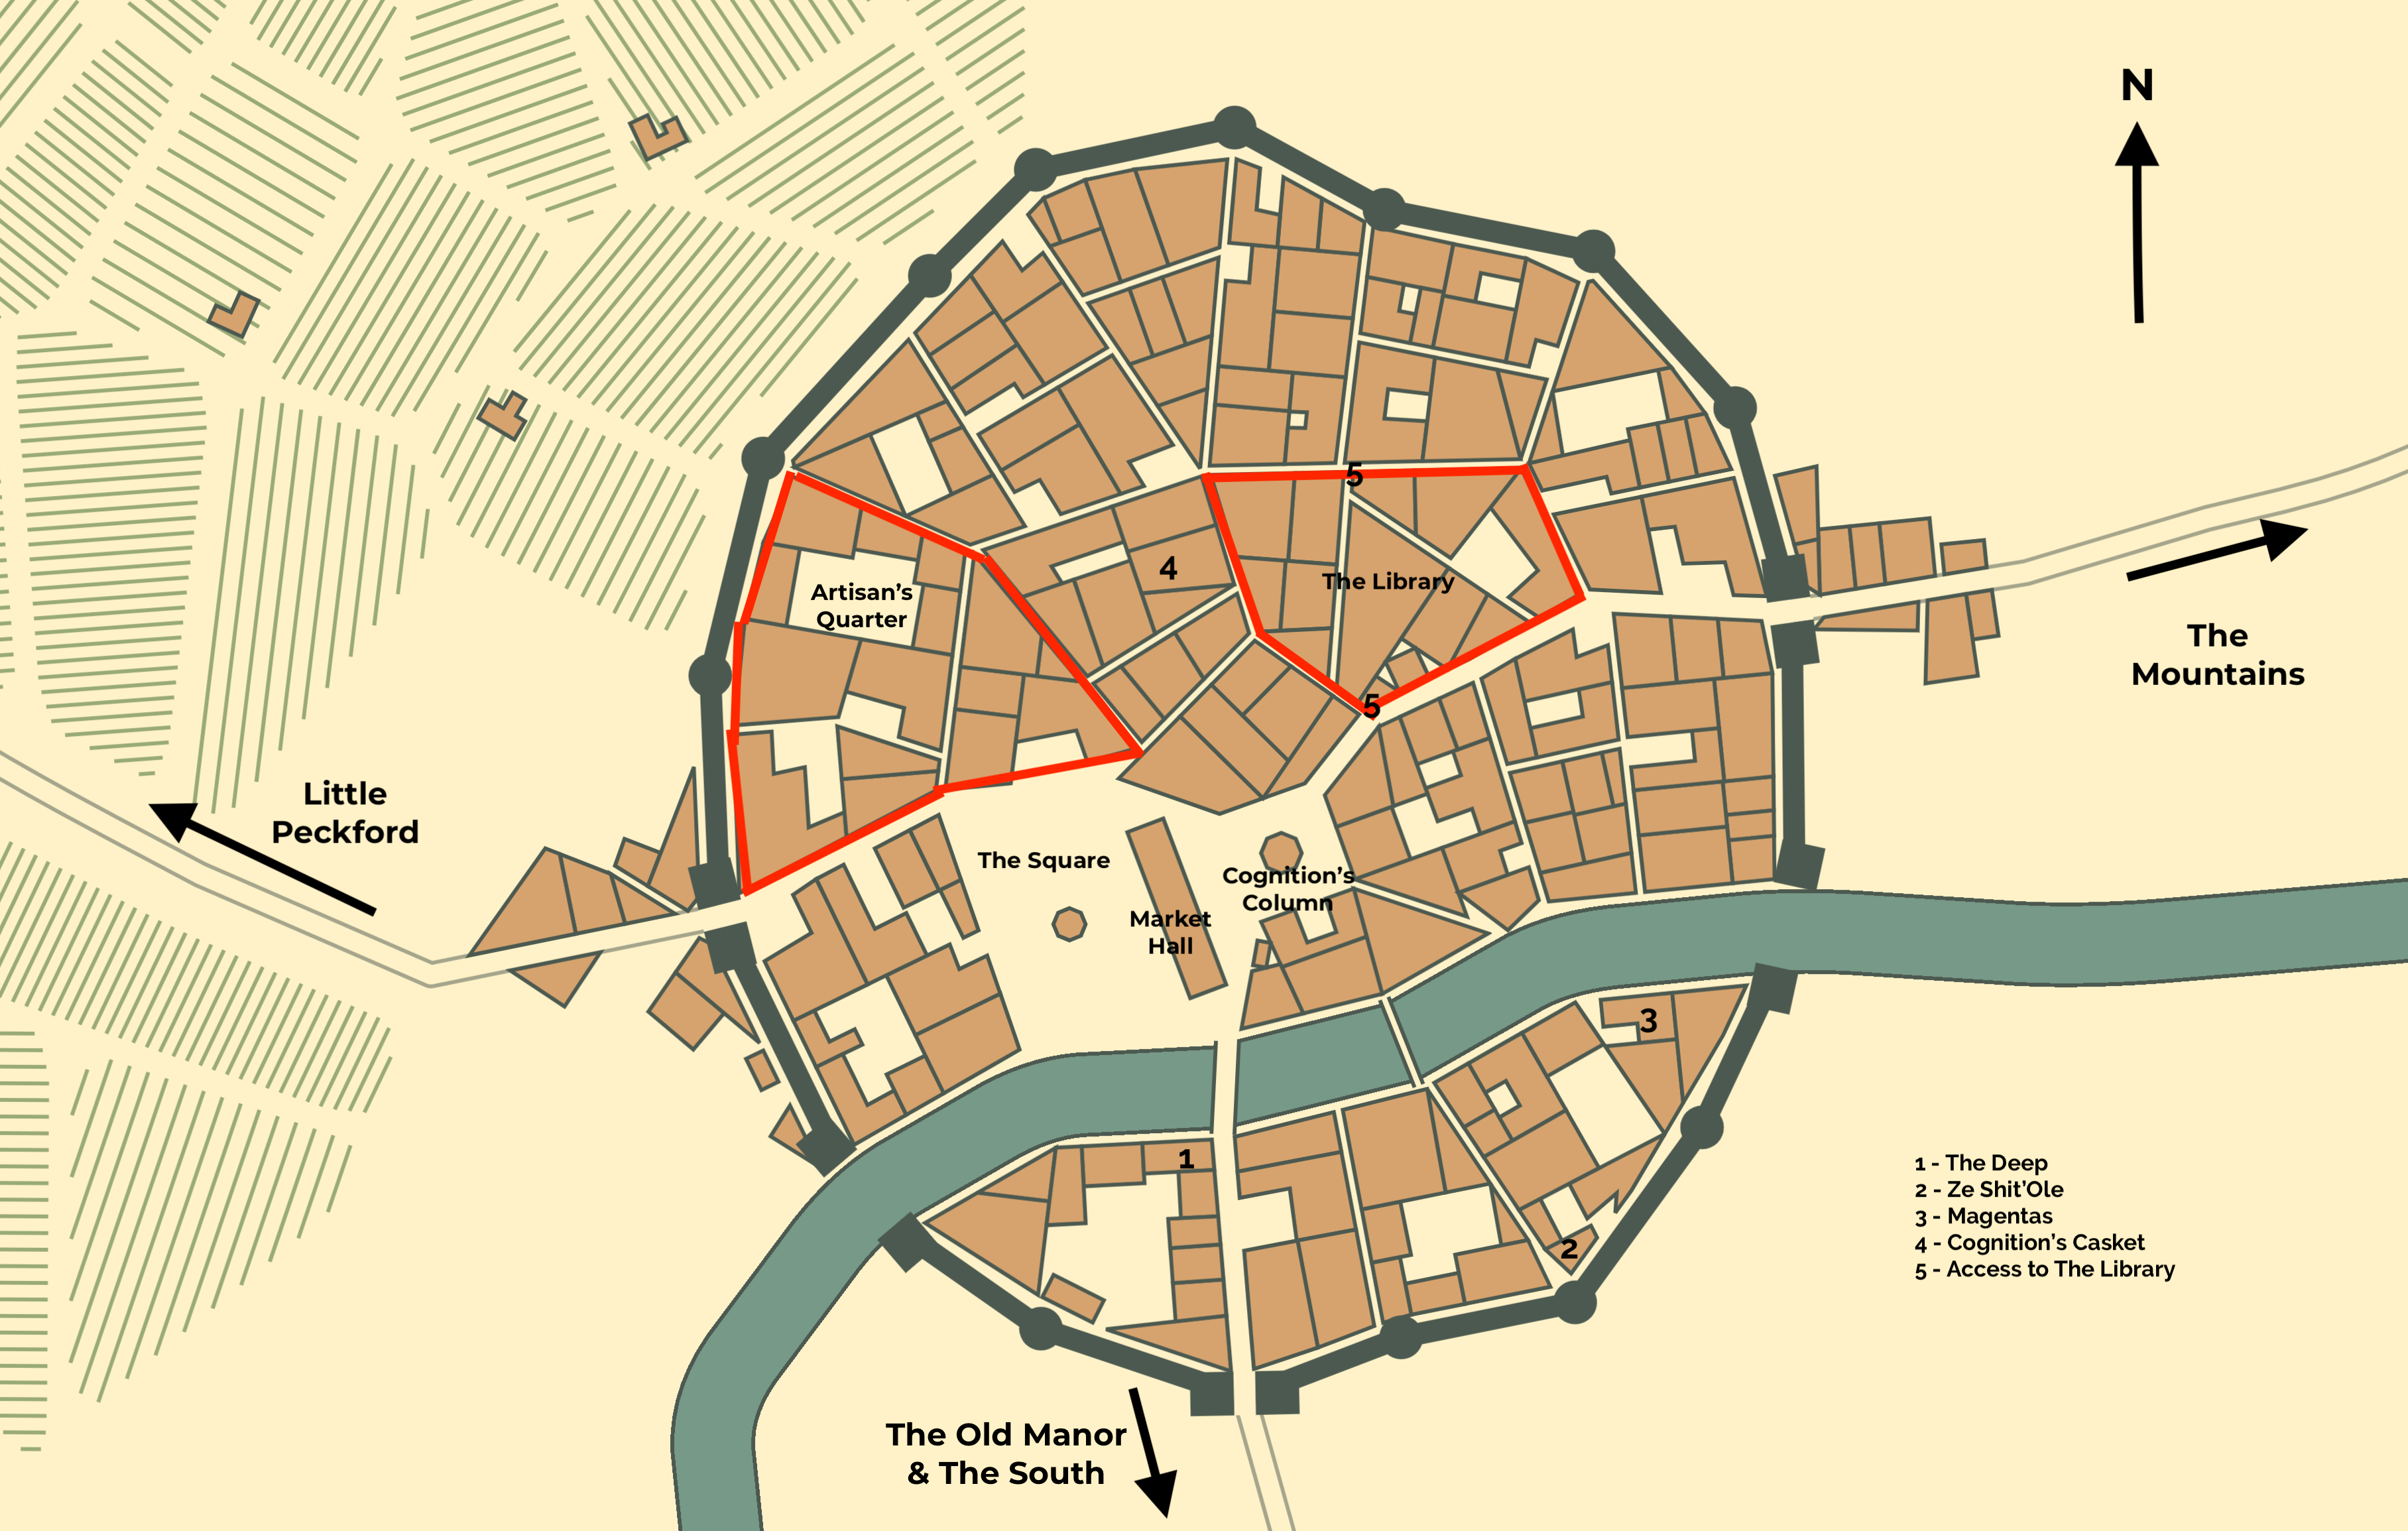 N
5
4
Artisan's
Quarter
The Library
The
Mountains
5
Little
Peckford
The Square
Cognition's
Column
Market
Hall
3
1
2
1 - The Deep
2 - Ze Shit'Ole
3 - Magentas
4 - Cognition's Casket
5 - Access to The Library
The Old Manor
& The South